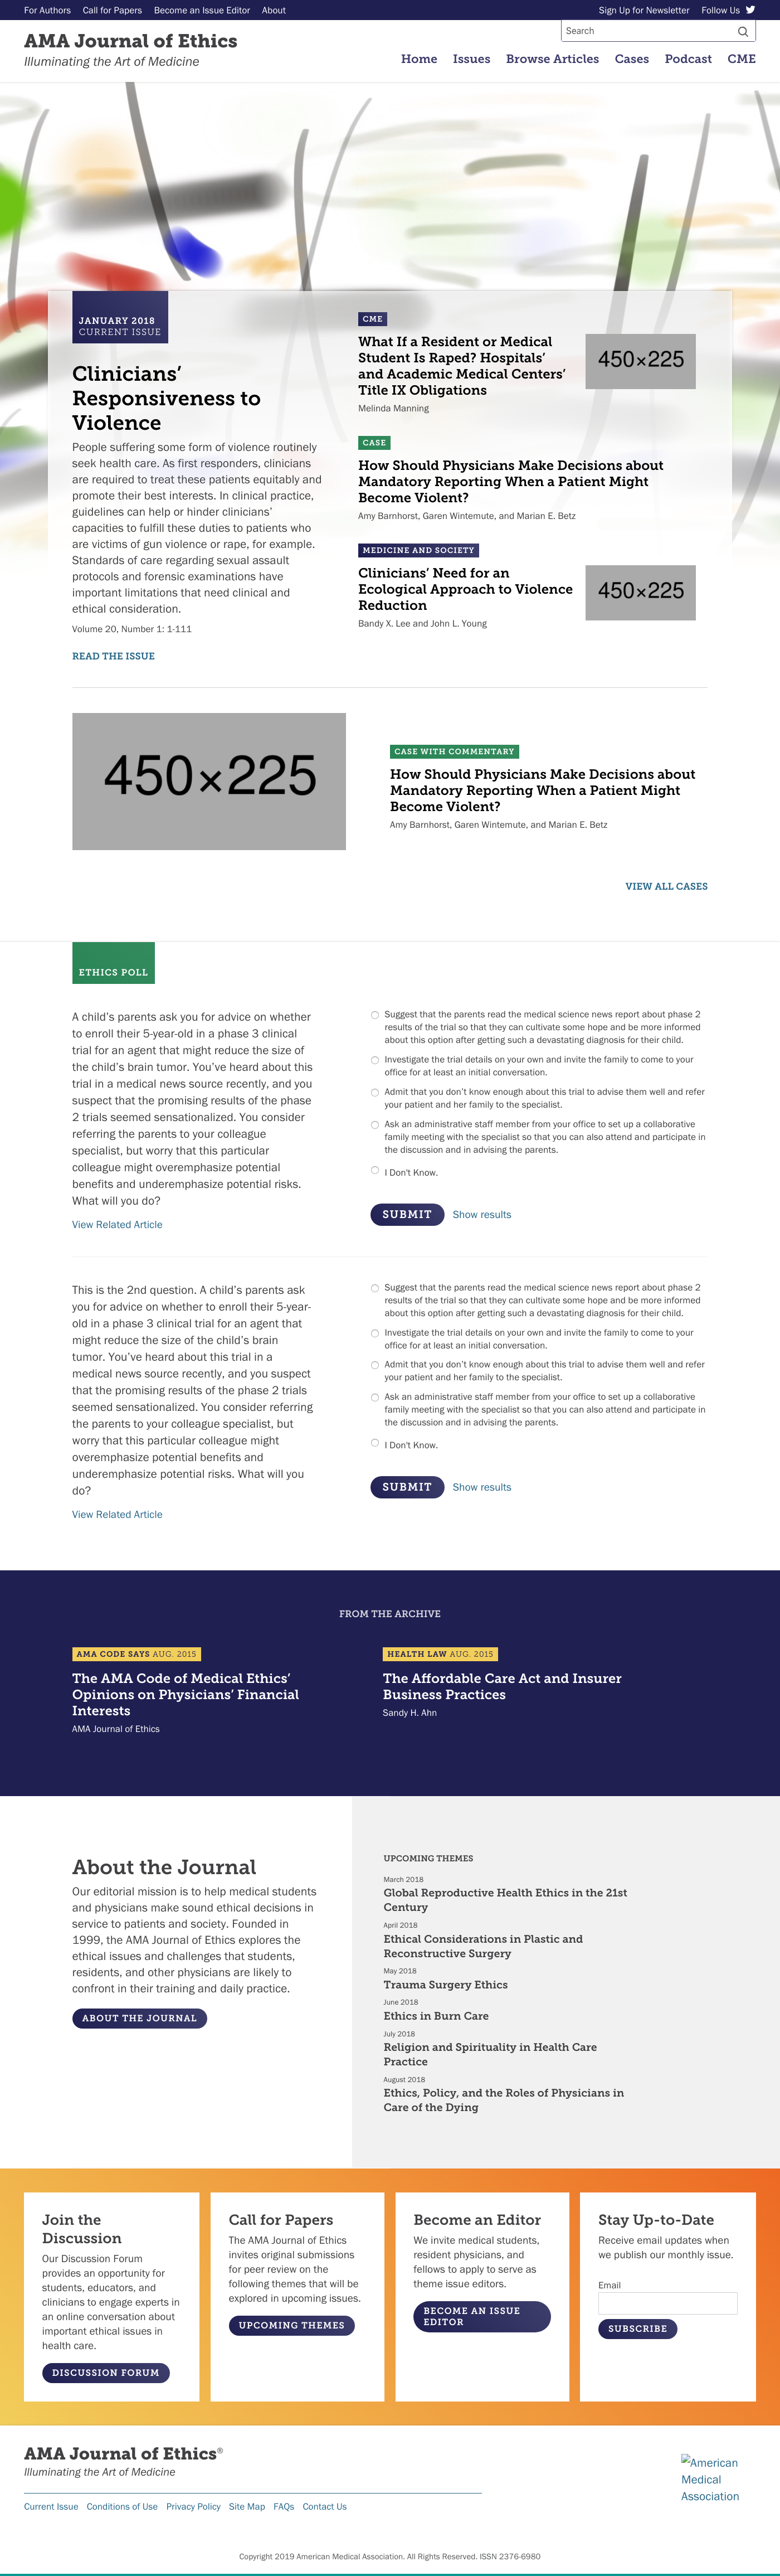 For Authors Call for Papers Become an Issue Editor About
Sign Up for Newsletter Follow Us
AMA Journal of Ethics
Illuminating the Art of Medicine
Search
Home Issues Browse Articles Cases Podcast CME
JANUARY 2018
CURRENT ISSUE
Clinicians’
Responsiveness to
Violence
People suffering some form of violence routinely
seek health care. As first responders, clinicians
are required to treat these patients equitably and
promote their best interests. In clinical practice,
guidelines can help or hinder clinicians’
capacities to fulfill these duties to patients who
are victims of gun violence or rape, for example.
Standards of care regarding sexual assault
protocols and forensic examinations have
important limitations that need clinical and
ethical consideration.
Volume 20, Number 1: 1-111
READ THE ISSUE
CME
What If a Resident or Medical
Student Is Raped? Hospitals’
and Academic Medical Centers’
Title IX Obligations
Melinda Manning
450×225
CASE
How Should Physicians Make Decisions about
Mandatory Reporting When a Patient Might
Become Violent?
Amy Barnhorst, Garen Wintemute, and Marian E. Betz
MEDICINE AND SOCIETY
Clinicians’ Need for an
Ecological Approach to Violence
Reduction
Bandy X. Lee and John L. Young
450×225
450×225
CASE WITH COMMENTARY
How Should Physicians Make Decisions about
Mandatory Reporting When a Patient Might
Become Violent?
Amy Barnhorst, Garen Wintemute, and Marian E. Betz
VIEW ALL CASES
ETHICS POLL
A child’s parents ask you for advice on whether
to enroll their 5-year-old in a phase 3 clinical
trial for an agent that might reduce the size of
the child’s brain tumor. You’ve heard about this
trial in a medical news source recently, and you
suspect that the promising results of the phase
2 trials seemed sensationalized. You consider
referring the parents to your colleague
specialist, but worry that this particular
colleague might overemphasize potential
benefits and underemphasize potential risks.
What will you do?
View Related Article
Suggest that the parents read the medical science news report about phase 2
results of the trial so that they can cultivate some hope and be more informed
about this option after getting such a devastating diagnosis for their child.
Investigate the trial details on your own and invite the family to come to your
office for at least an initial conversation.
Admit that you don’t know enough about this trial to advise them well and refer
your patient and her family to the specialist.
Ask an administrative staff member from your office to set up a collaborative
family meeting with the specialist so that you can also attend and participate in
the discussion and in advising the parents.
I Don't Know.
SUBMIT Show results
This is the 2nd question. A child’s parents ask
you for advice on whether to enroll their 5-year-
old in a phase 3 clinical trial for an agent that
might reduce the size of the child’s brain
tumor. You’ve heard about this trial in a
medical news source recently, and you suspect
that the promising results of the phase 2 trials
seemed sensationalized. You consider referring
the parents to your colleague specialist, but
worry that this particular colleague might
overemphasize potential benefits and
underemphasize potential risks. What will you
do?
View Related Article
Suggest that the parents read the medical science news report about phase 2
results of the trial so that they can cultivate some hope and be more informed
about this option after getting such a devastating diagnosis for their child.
Investigate the trial details on your own and invite the family to come to your
office for at least an initial conversation.
Admit that you don’t know enough about this trial to advise them well and refer
your patient and her family to the specialist.
Ask an administrative staff member from your office to set up a collaborative
family meeting with the specialist so that you can also attend and participate in
the discussion and in advising the parents.
I Don't Know.
SUBMIT Show results
FROM THE ARCHIVE
AMA CODE SAYS AUG. 2015
The AMA Code of Medical Ethics’
Opinions on Physicians’ Financial
Interests
AMA Journal of Ethics
HEALTH LAW AUG. 2015
The Affordable Care Act and Insurer
Business Practices
Sandy H. Ahn
About the Journal
Our editorial mission is to help medical students
and physicians make sound ethical decisions in
service to patients and society. Founded in
1999, the AMA Journal of Ethics explores the
ethical issues and challenges that students,
residents, and other physicians are likely to
confront in their training and daily practice.
ABOUT THE JOURNAL
UPCOMING THEMES
March 2018
Global Reproductive Health Ethics in the 21st
Century
April 2018
Ethical Considerations in Plastic and
Reconstructive Surgery
May 2018
Trauma Surgery Ethics
June 2018
Ethics in Burn Care
July 2018
Religion and Spirituality in Health Care
Practice
August 2018
Ethics, Policy, and the Roles of Physicians in
Care of the Dying
Join the
Discussion
Our Discussion Forum
provides an opportunity for
students, educators, and
clinicians to engage experts in
an online conversation about
important ethical issues in
health care.
DISCUSSION FORUM
Call for Papers
The AMA Journal of Ethics
invites original submissions
for peer review on the
following themes that will be
explored in upcoming issues.
UPCOMING THEMES
Become an Editor
We invite medical students,
resident physicians, and
fellows to apply to serve as
theme issue editors.
BECOME AN ISSUE
EDITOR
Stay Up-to-Date
Receive email updates when
we publish our monthly issue.
Email
SUBSCRIBE
AMA Journal of Ethics®
Illuminating the Art of Medicine
American
Medical
Association
Current Issue Conditions of Use Privacy Policy Site Map FAQs Contact Us
Copyright 2019 American Medical Association. All Rights Reserved. ISSN 2376-6980